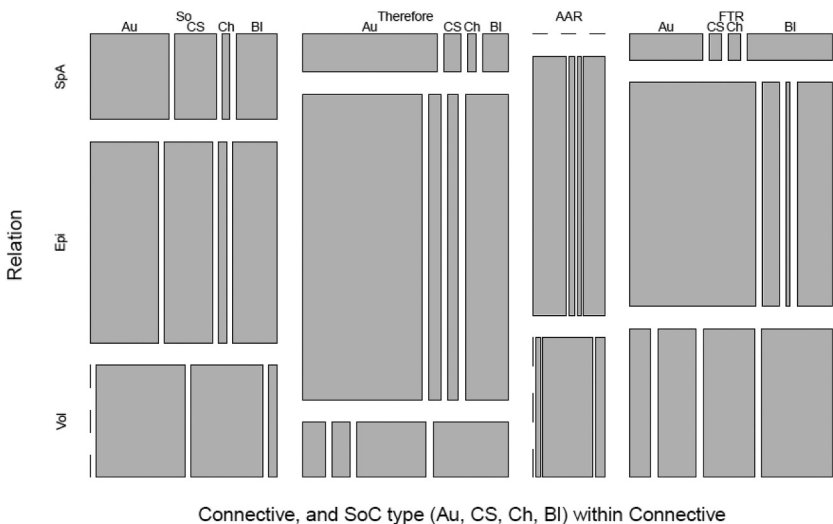 So Therefore AAR FTR
Au CS Ch Bl Au CS Ch Bl Au CS Ch Bl
SpA
Epi
Vol
Relation
Connective, and SoC type (Au, CS, Ch, Bl) within Connective